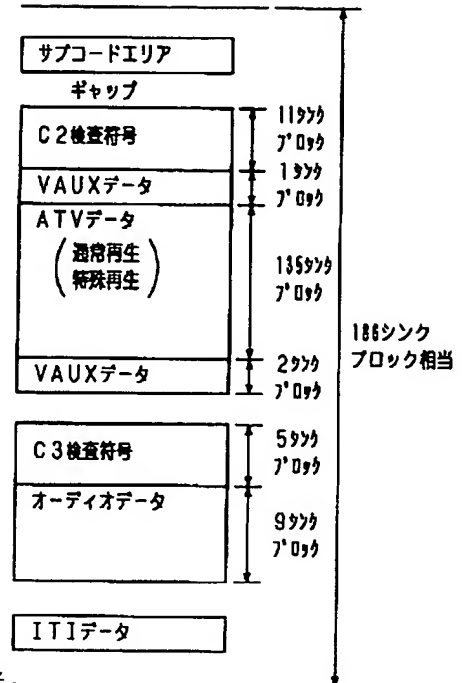 サブコードエリア
ギャップ
C2検査符号
11シンク
ブロック
VAUXデータ
1シンク
ブロック
ATVデータ
(通常再生
特殊再生)
135シンク
ブロック
186シンク
ブロック相当
VAUXデータ
2シンク
ブロック
C3検査符号
5シンク
ブロック
オーディオデータ
9シンク
ブロック
ITIデータ